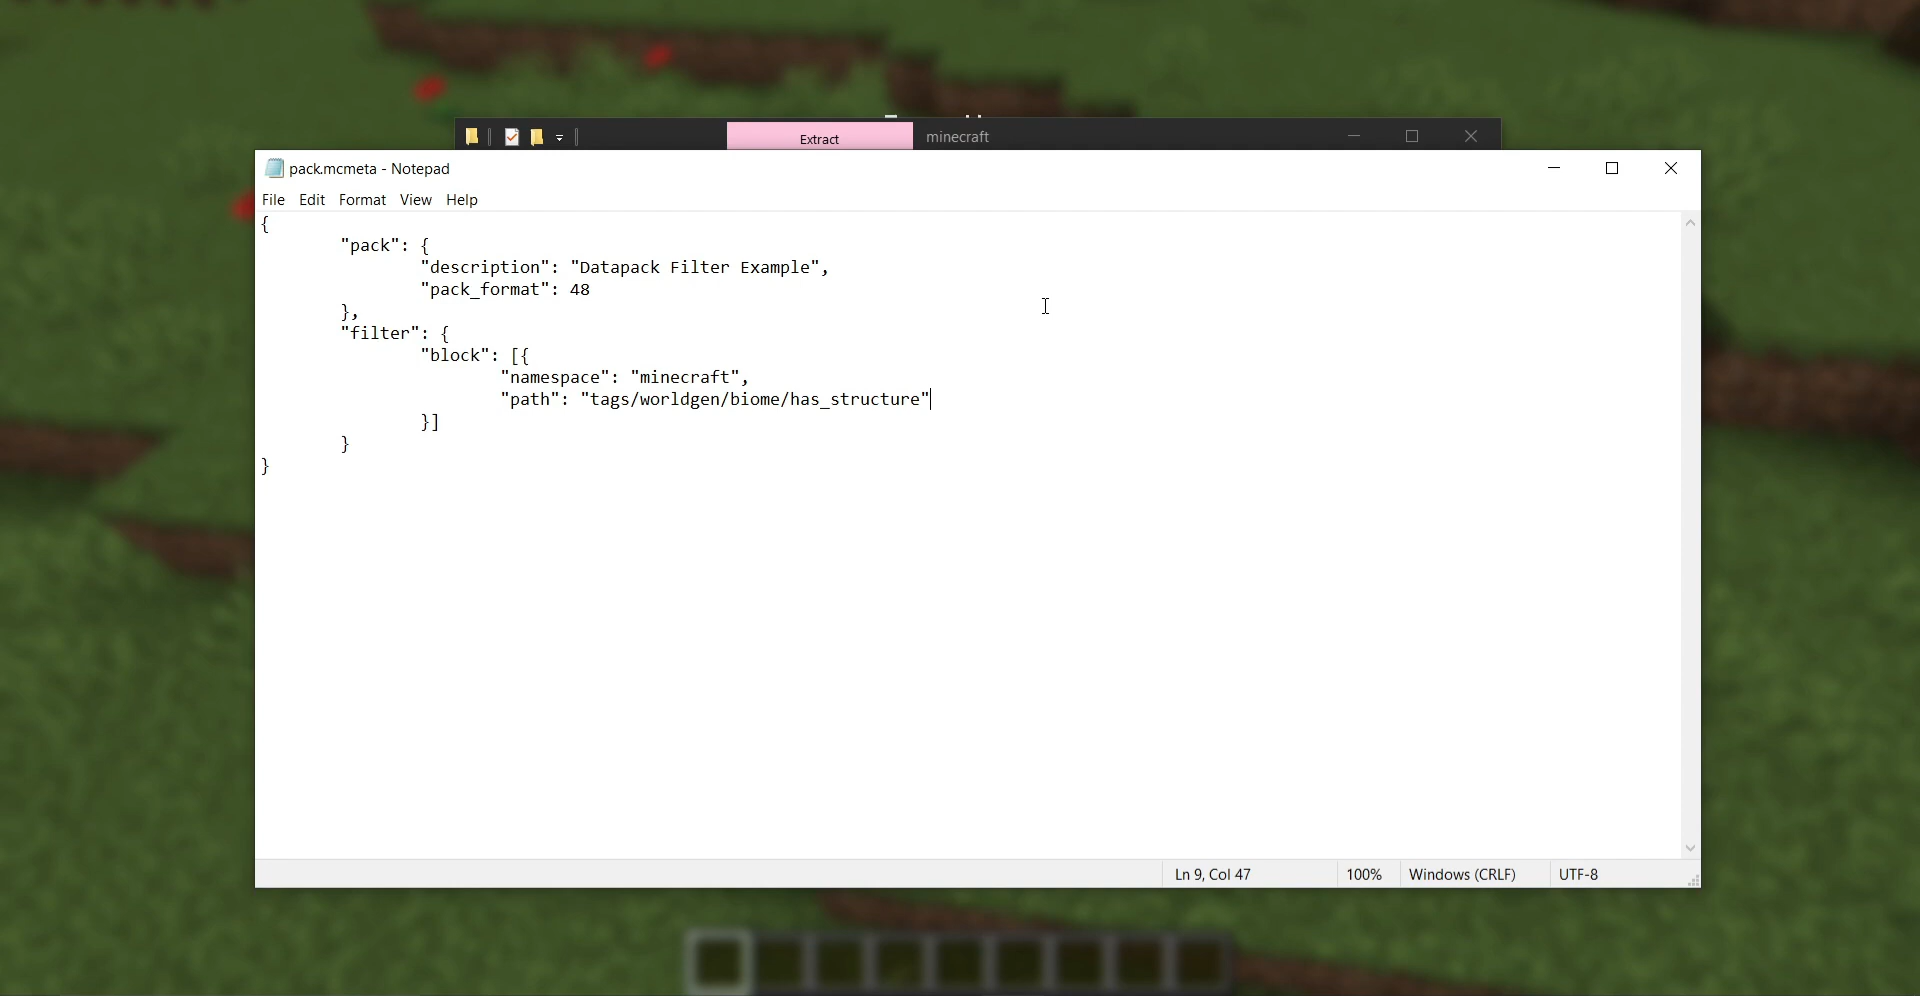 Extract minecraft
pack.mcmeta - Notepad
File Edit Format View Help
{
"pack": {
"description": "Datapack Filter Example",
"pack_format": 48
},
"filter": {
"block": [{
"namespace": "minecraft",
"path": "tags/worldgen/biome/has_structure"
}]
}
}
Ln 9, Col 47 100% Windows (CRLF) UTF-8